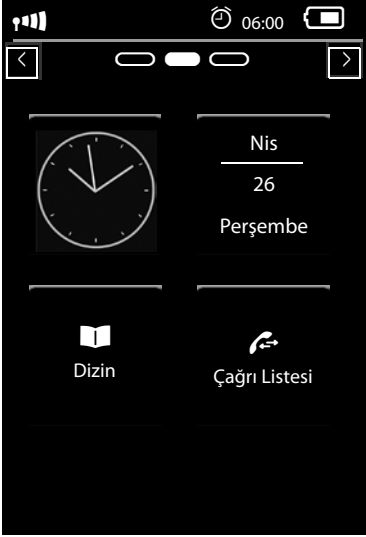 06:00
Nis
26
Perşembe
Dizin
Çağrı Listesi